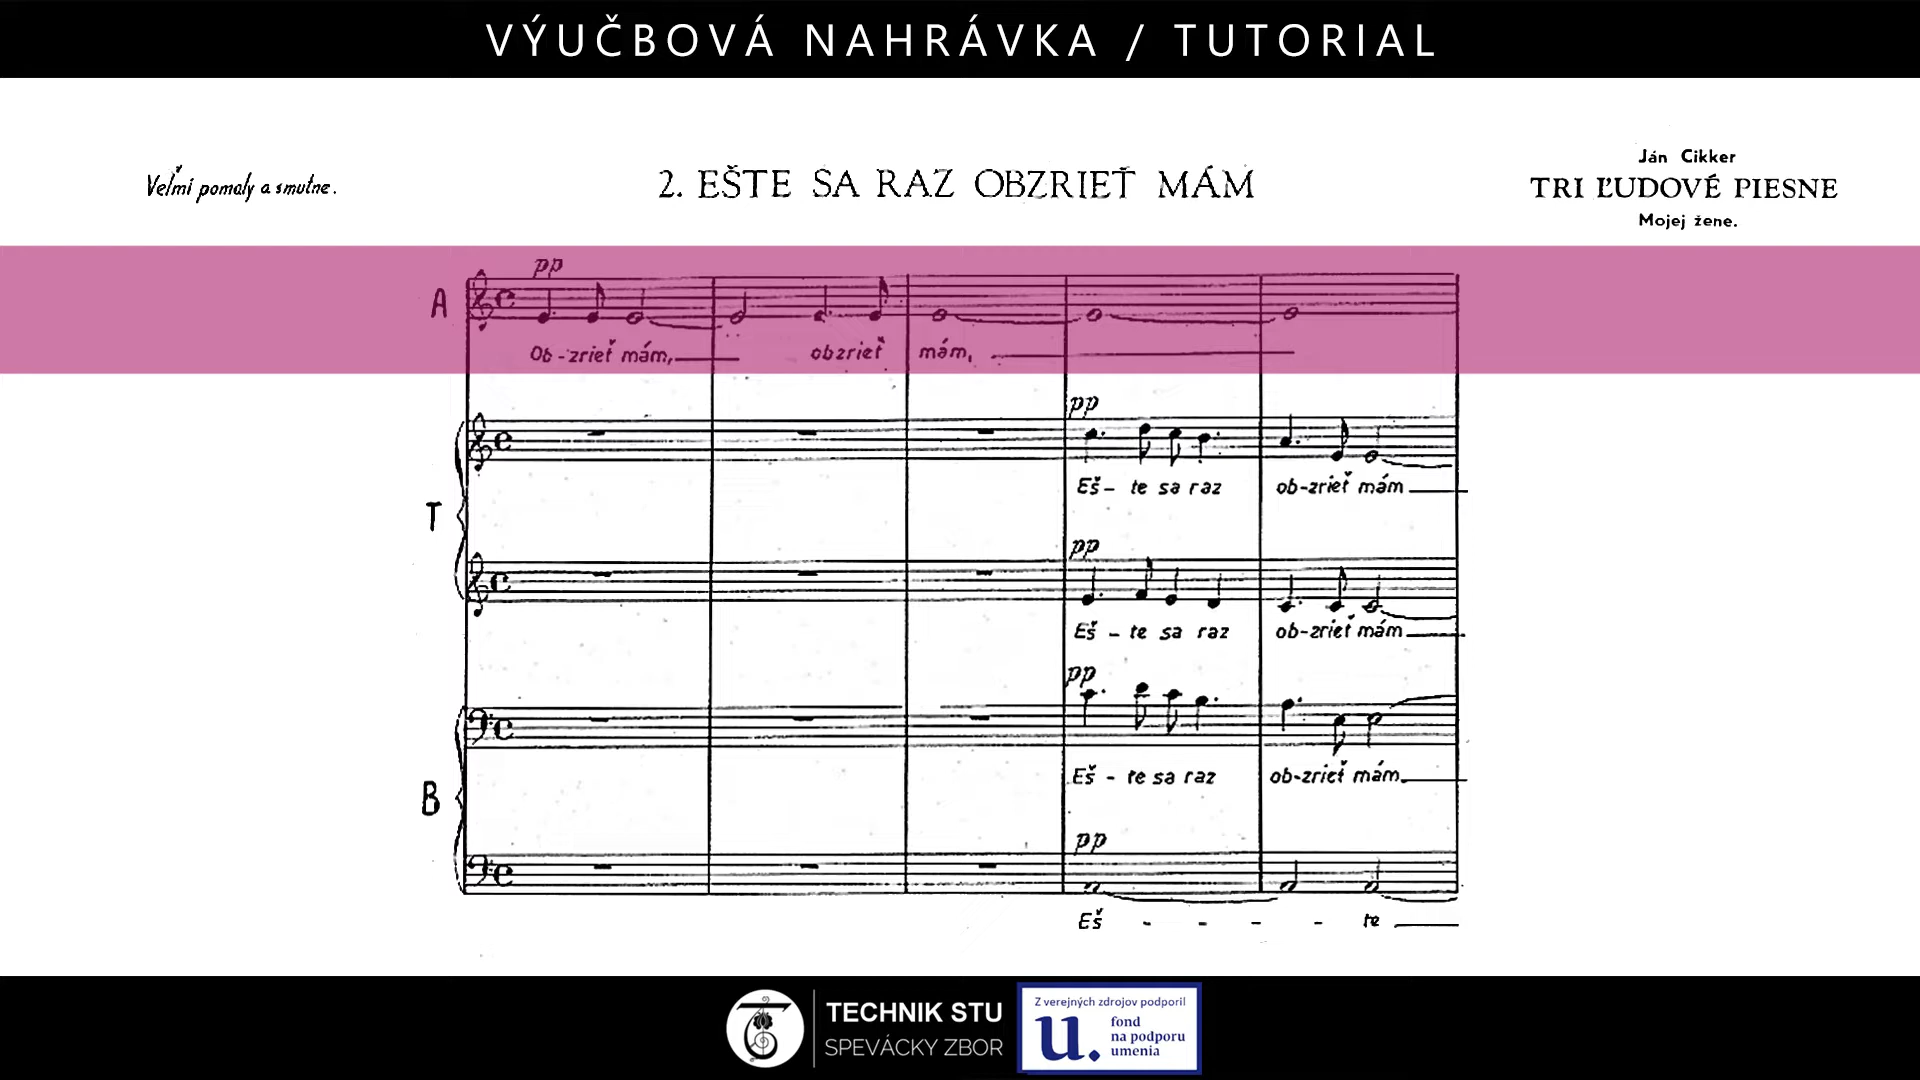 VÝUČBOVÁ NAHRÁVKA / TUTORIAL
Veľmi pomaly a smutne.
2. EŠTE SA RAZ OBZRIEŤ MÁM
Ján Cikker
TRI ĽUDOVÉ PIESNE
Mojej žene.
pp
A
Ob-zrieť mám, obzrieť mám,
pp
Eš- te sa raz ob-zrieť mám
T
pp
Eš - te sa raz ob-zrieť mám
pp
Eš - te sa raz ob-zrieť mám
B
pp
Eš - - - - te
TECHNIK STU
SPEVÁCKY ZBOR
Z verejných zdrojov podporil
u. fond
na podporu
umenia